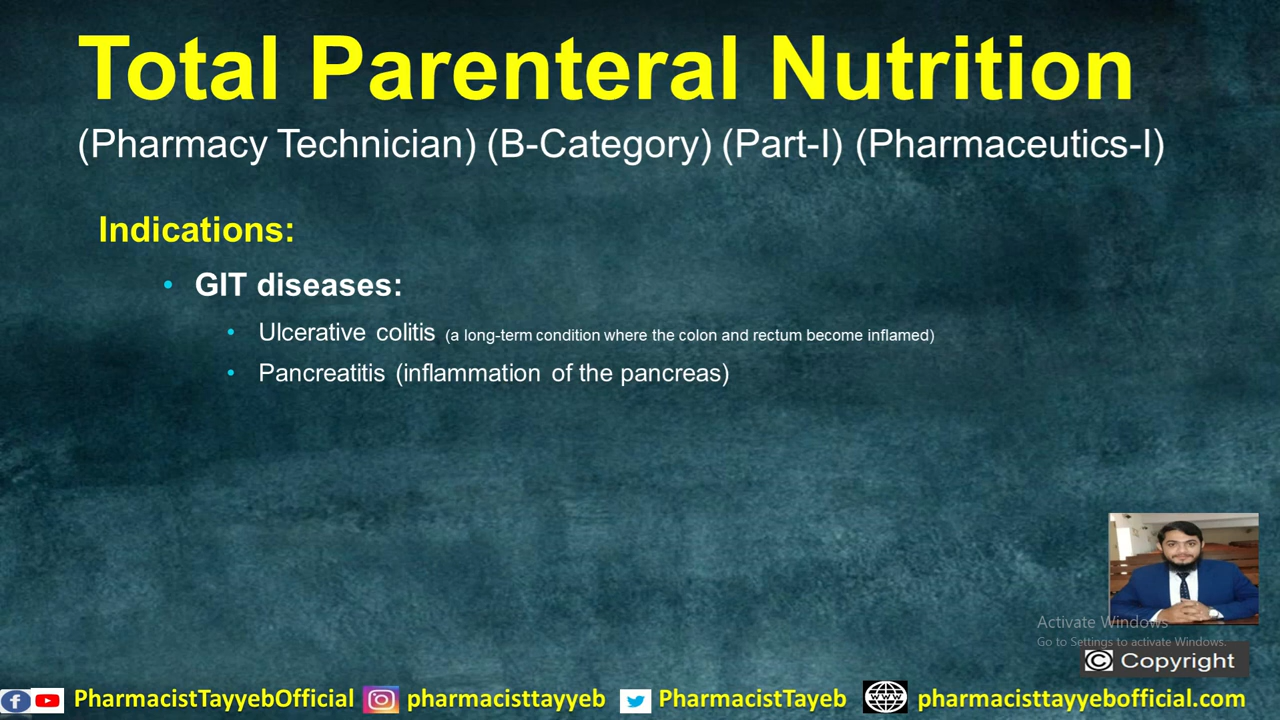 Total Parenteral Nutrition
(Pharmacy Technician) (B-Category) (Part-I) (Pharmaceutics-I)
Indications:
• GIT diseases:
• Ulcerative colitis (a long-term condition where the colon and rectum become inflamed)
• Pancreatitis (inflammation of the pancreas)
Activate Windows
Go to Settings to activate Windows.
© Copyright
PharmacistTayyebOfficial pharmacisttayyeb PharmacistTayeb WWW pharmacisttayyebofficial.com